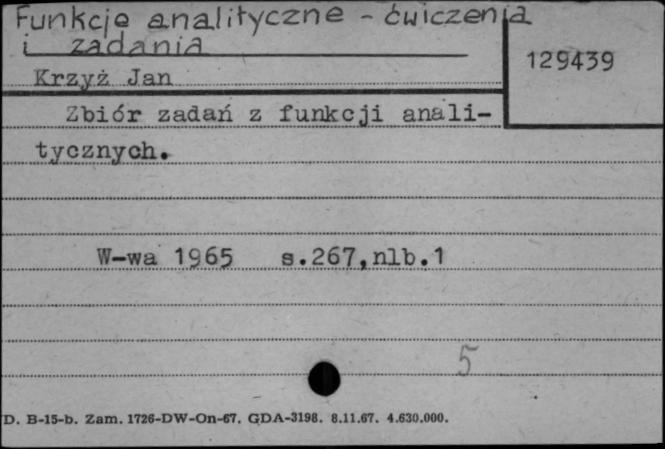 Funkcje analityczne - ćwiczenia
i zadania
129439
Krzyż Jan
Zbiór zadań z funkcji anali-
tycznych.
W-wa 1965 s.267,nlb.1
5
D. B-15-b. Zam. 1726-DW-On-67. GDA-3198. 8.11.67. 4.630.000.